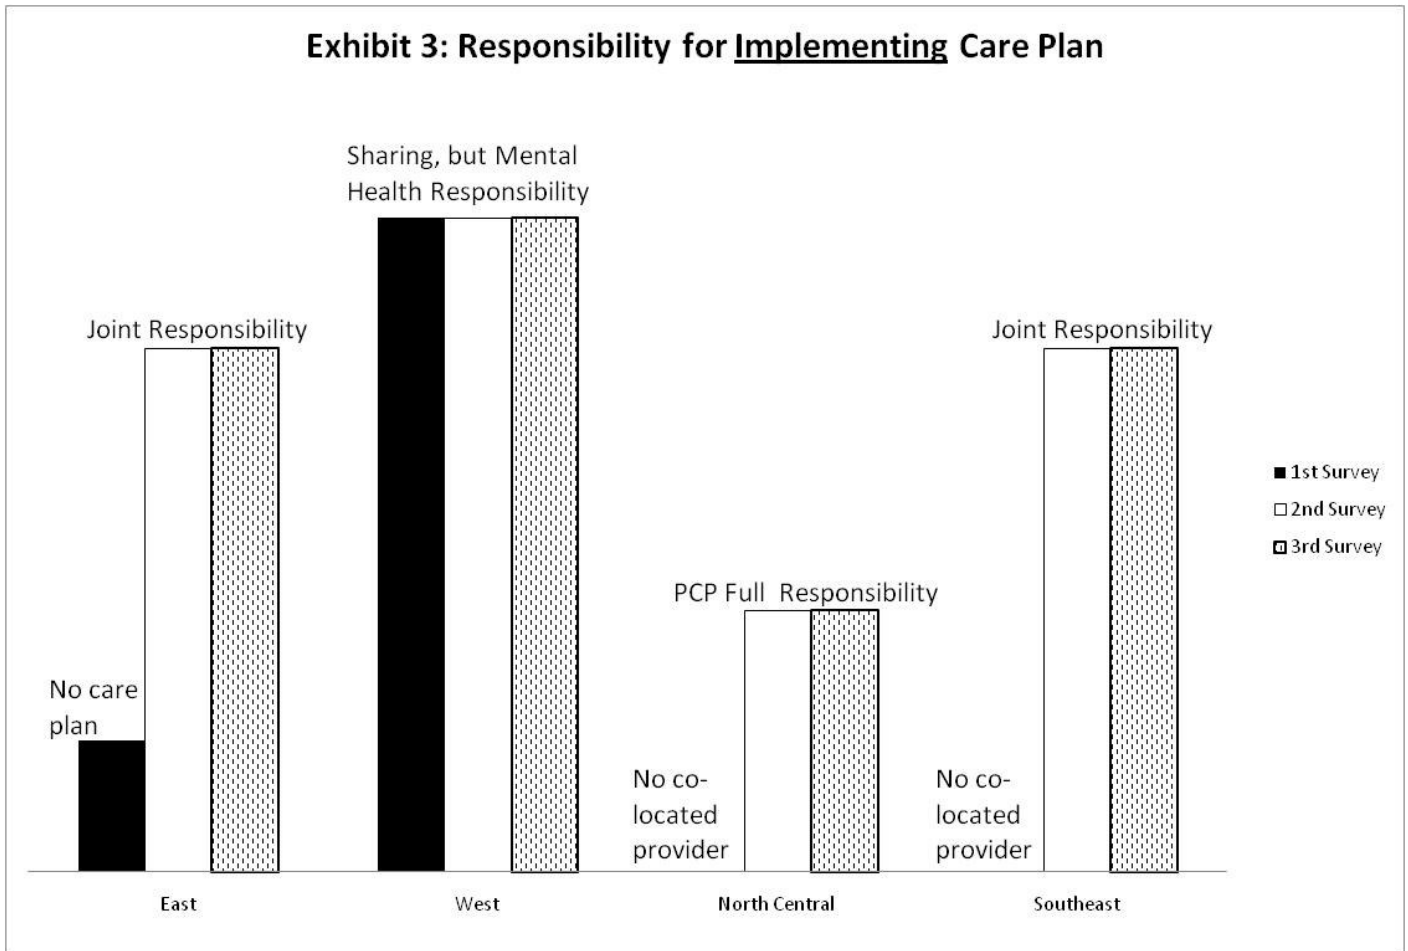 Exhibit 3: Responsibility for Implementing Care Plan
Sharing, but Mental
Health Responsibility
Joint Responsibility
Joint Responsibility
1st Survey
2nd Survey
3rd Survey
PCP Full  Responsibility
No care
plan
No co-
located
provider
No co-
located
provider
East
West
North Central
Southeast